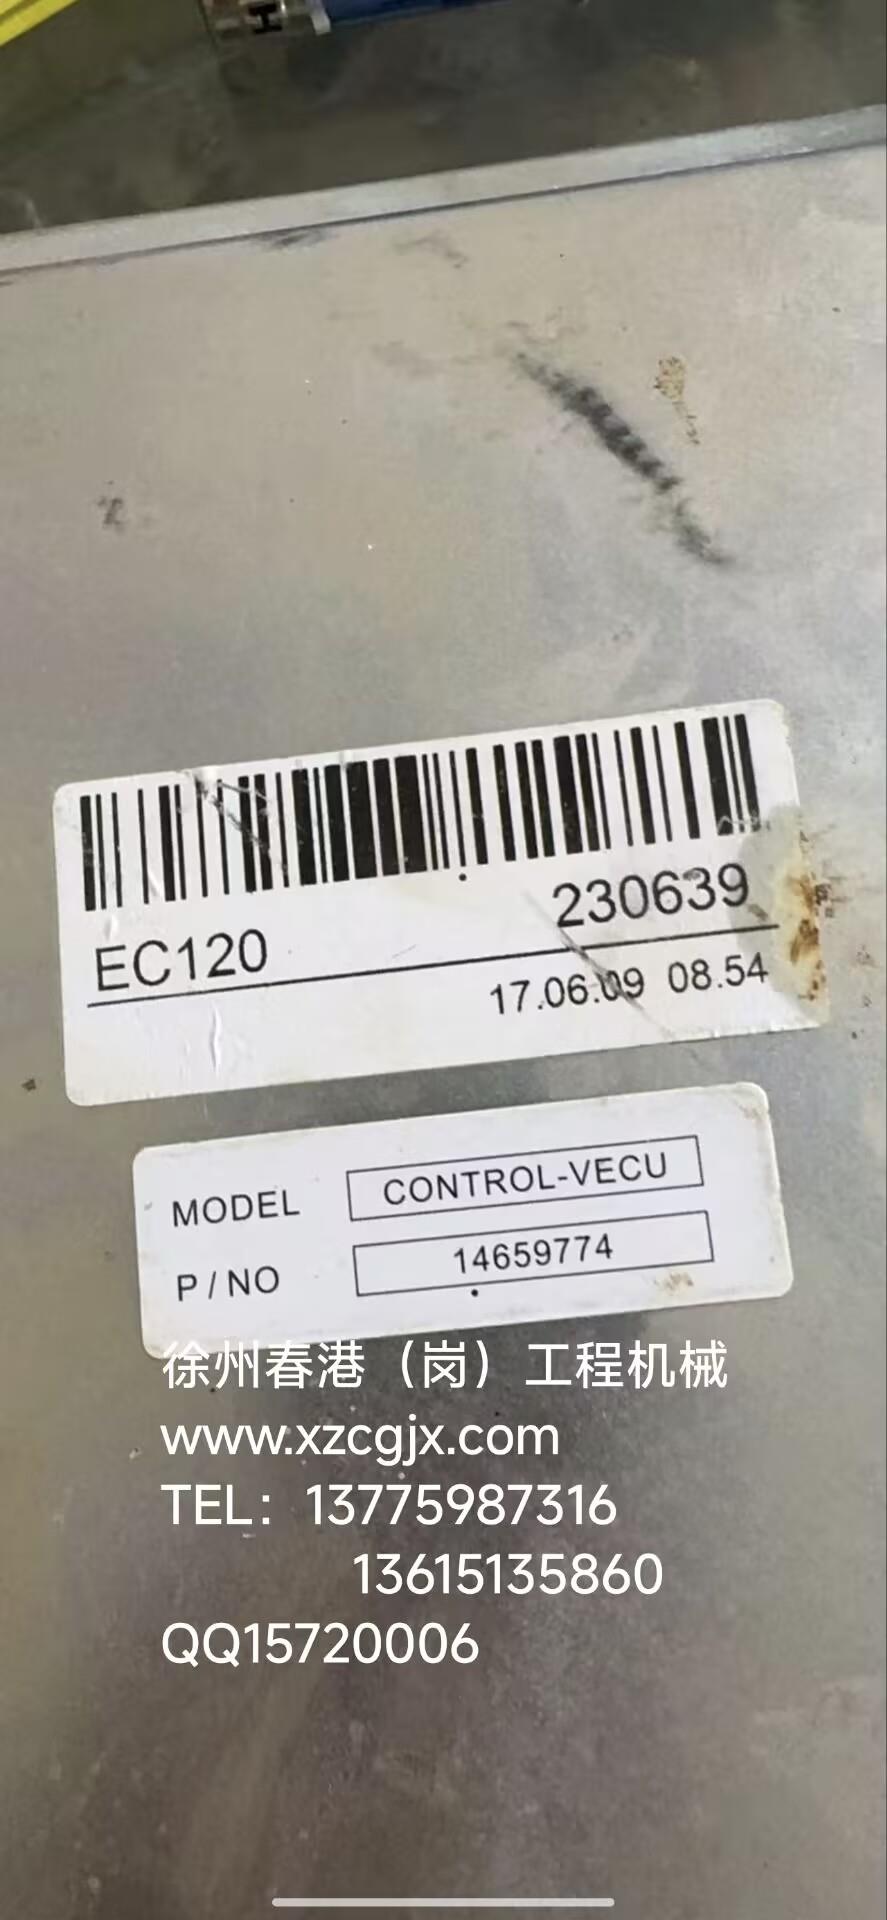 EC120 230639
17.06.09 08.54
MODEL CONTROL-VECU
P/NO 14659774
徐州春港（岗）工程机械
www.xzcgjx.com
TEL：13775987316
13615135860
QQ15720006